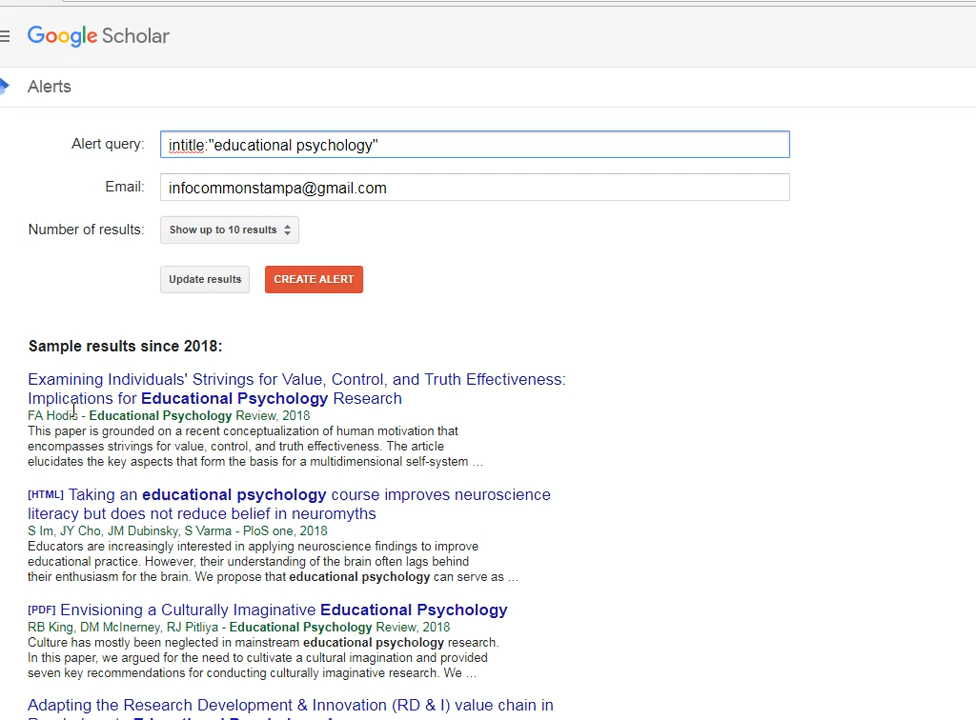 Google Scholar
Alerts
Alert query: intitle:"educational psychology"
Email: infocommonstampa@gmail.com
Number of results: Show up to 10 results
Update results CREATE ALERT
Sample results since 2018:
Examining Individuals' Strivings for Value, Control, and Truth Effectiveness:
Implications for Educational Psychology Research
FA Hodis - Educational Psychology Review, 2018
This paper is grounded on a recent conceptualization of human motivation that
encompasses strivings for value, control, and truth effectiveness. The article
elucidates the key aspects that form the basis for a multidimensional self-system ...
[HTML] Taking an educational psychology course improves neuroscience
literacy but does not reduce belief in neuromyths
S Im, JY Cho, JM Dubinsky, S Varma - PloS one, 2018
Educators are increasingly interested in applying neuroscience findings to improve
educational practice. However, their understanding of the brain often lags behind
their enthusiasm for the brain. We propose that educational psychology can serve as ...
[PDF] Envisioning a Culturally Imaginative Educational Psychology
RB King, DM McInerney, RJ Pitliya - Educational Psychology Review, 2018
Culture has mostly been neglected in mainstream educational psychology research.
In this paper, we argued for the need to cultivate a cultural imagination and provided
seven key recommendations for conducting culturally imaginative research. We ...
Adapting the Research Development & Innovation (RD & I) value chain in